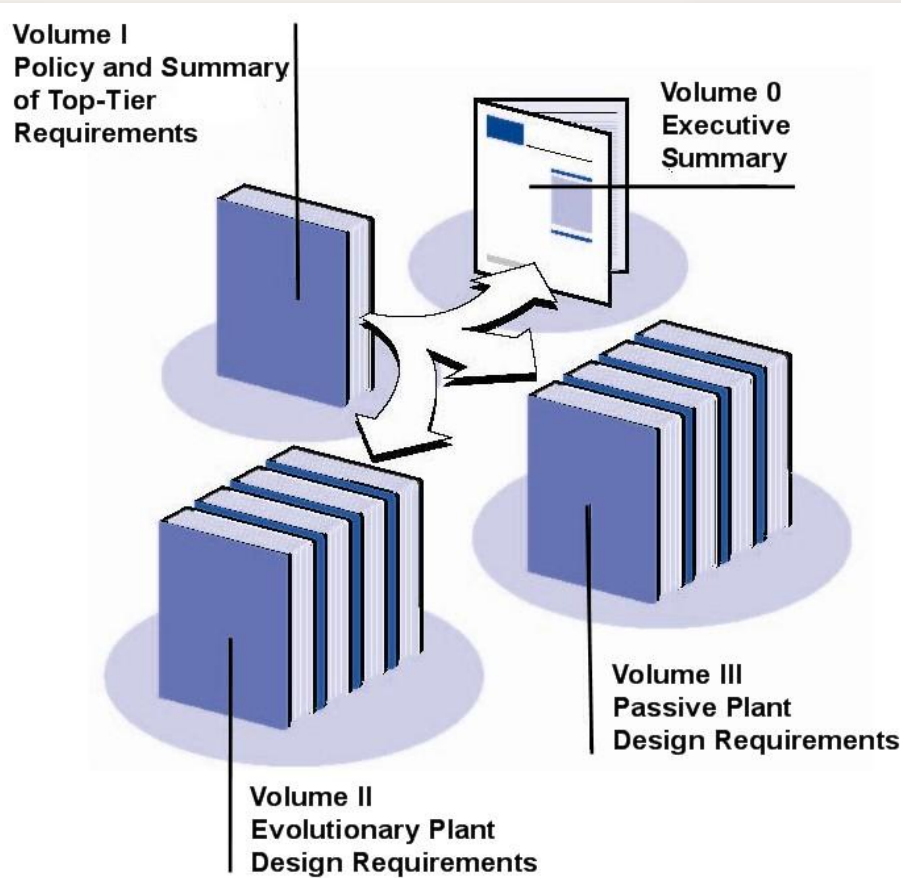 Volume I
Policy and Summary
of Top-Tier
Requirements
Volume 0
Executive
Summary
Volume III
Passive Plant
Design Requirements
Volume II
Evolutionary Plant
Design Requirements